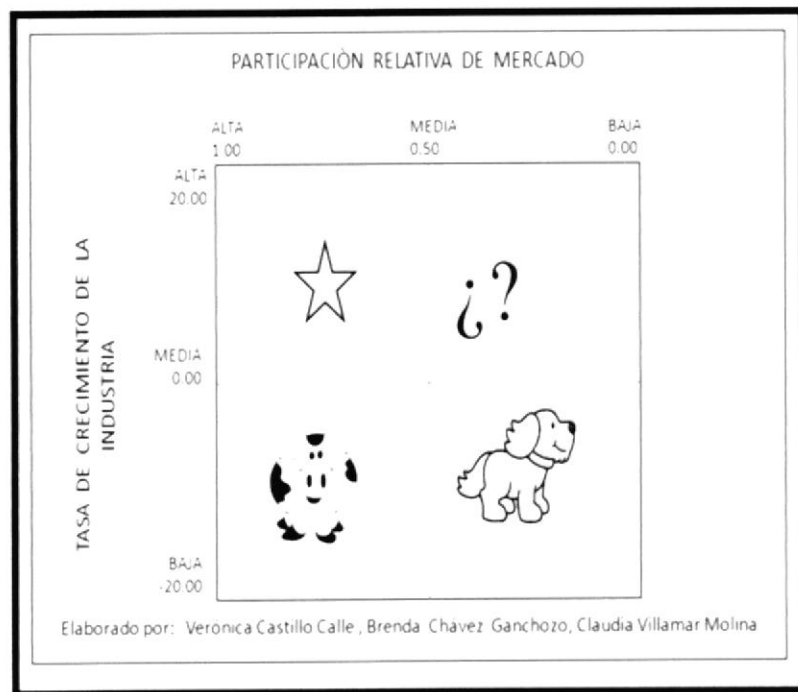 PARTICIPACIÒN RELATIVA DE MERCADO
ALTA MEDIA BAJA
1.00 0.50 0.00
ALTA
20.00
¿?
TASA DE CRECIMIENTO DE LA
INDUSTRIA
MEDIA
0.00
BAJA
-20.00
Elaborado por: Verónica Castillo Calle , Brenda Chavez Ganchozo, Claudia Villamar Molina